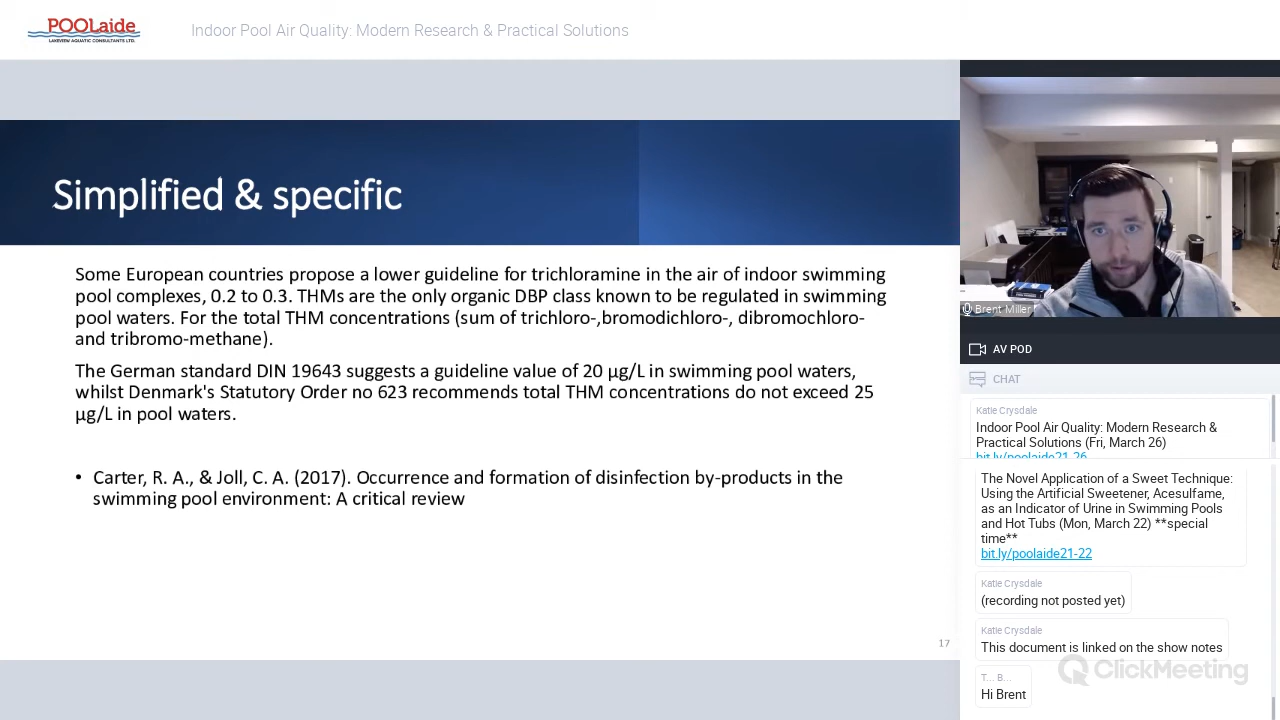 POOLaide
LAKEVIEW AQUATIC CONSULTANTS LTD.
Indoor Pool Air Quality: Modern Research & Practical Solutions
Simplified & specific
Some European countries propose a lower guideline for trichloramine in the air of indoor swimming
pool complexes, 0.2 to 0.3. THMs are the only organic DBP class known to be regulated in swimming
pool waters. For the total THM concentrations (sum of trichloro-,bromodichloro-, dibromochloro-
and tribromo-methane).
The German standard DIN 19643 suggests a guideline value of 20 µg/L in swimming pool waters,
whilst Denmark's Statutory Order no 623 recommends total THM concentrations do not exceed 25
µg/L in pool waters.
• Carter, R. A., & Joll, C. A. (2017). Occurrence and formation of disinfection by-products in the
swimming pool environment: A critical review
17
Brent Miller
AV POD
CHAT
Katie Crysdale
Indoor Pool Air Quality: Modern Research &
Practical Solutions (Fri, March 26)
bit.ly/poolaide21-26
The Novel Application of a Sweet Technique:
Using the Artificial Sweetener, Acesulfame,
as an Indicator of Urine in Swimming Pools
and Hot Tubs (Mon, March 22) **special
time**
bit.ly/poolaide21-22
Katie Crysdale
(recording not posted yet)
Katie Crysdale
This document is linked on the show notes
ClickMeeting
T... B...
Hi Brent